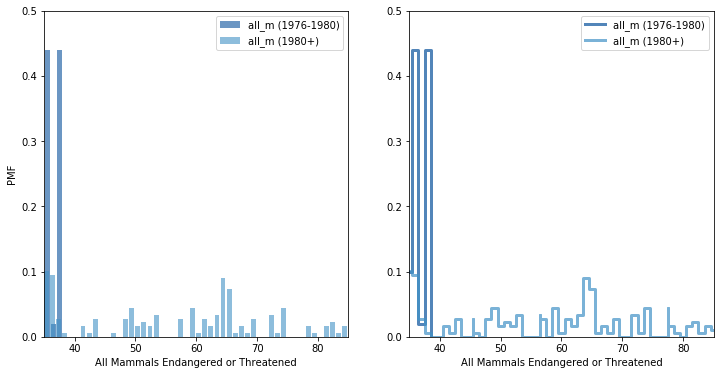 0.5
0.4
0.3
0.2
0.1
0.0
PMF
all_m (1976-1980)
all_m (1980+)
40 50 60 70 80
All Mammals Endangered or Threatened
0.5
0.4
0.3
0.2
0.1
0.0
all_m (1976-1980)
all_m (1980+)
40 50 60 70 80
All Mammals Endangered or Threatened